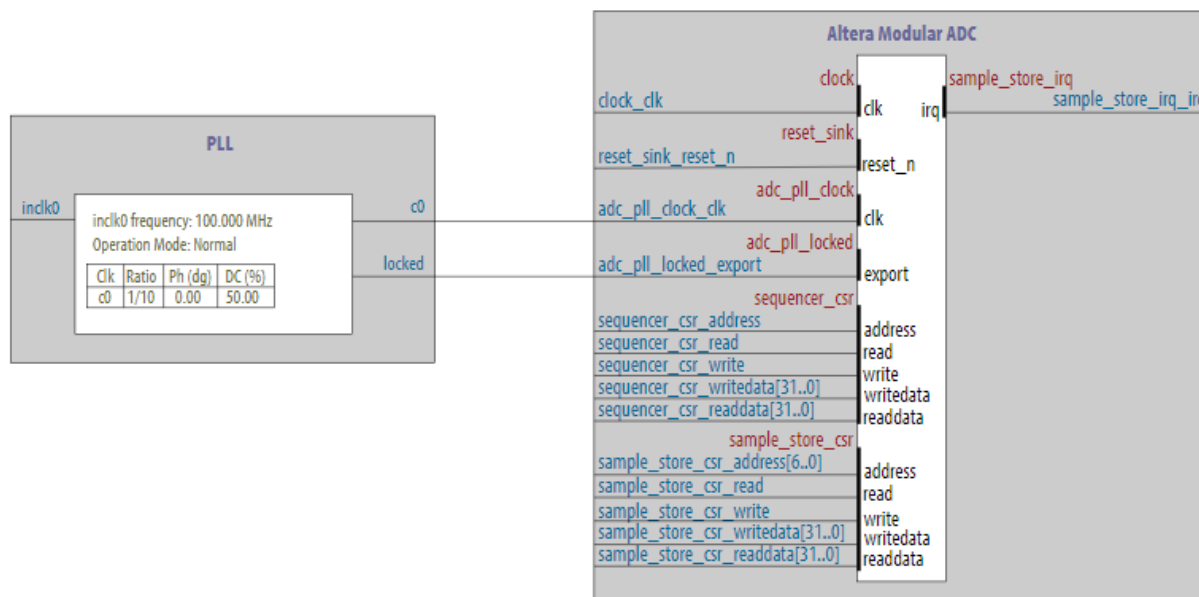 PLL
inclk0
inclk0 frequency: 100.000 MHz
Operation Mode: Normal
Clk Ratio Ph (dg) DC (%)
c0 1/10 0.00 50.00
c0
locked
Altera Modular ADC
clock
clock_clk
clk
irq
sample_store_irq
sample_store_irq_irq
reset_sink
reset_sink_reset_n
reset_n
adc_pll_clock
adc_pll_clock_clk
clk
adc_pll_locked
adc_pll_locked_export
export
sequencer_csr
sequencer_csr_address
address
sequencer_csr_read
read
sequencer_csr_write
write
sequencer_csr_writedata[31..0]
writedata
sequencer_csr_readdata[31..0]
readdata
sample_store_csr
sample_store_csr_address[6..0]
address
sample_store_csr_read
read
sample_store_csr_write
write
sample_store_csr_writedata[31..0]
writedata
sample_store_csr_readdata[31..0]
readdata